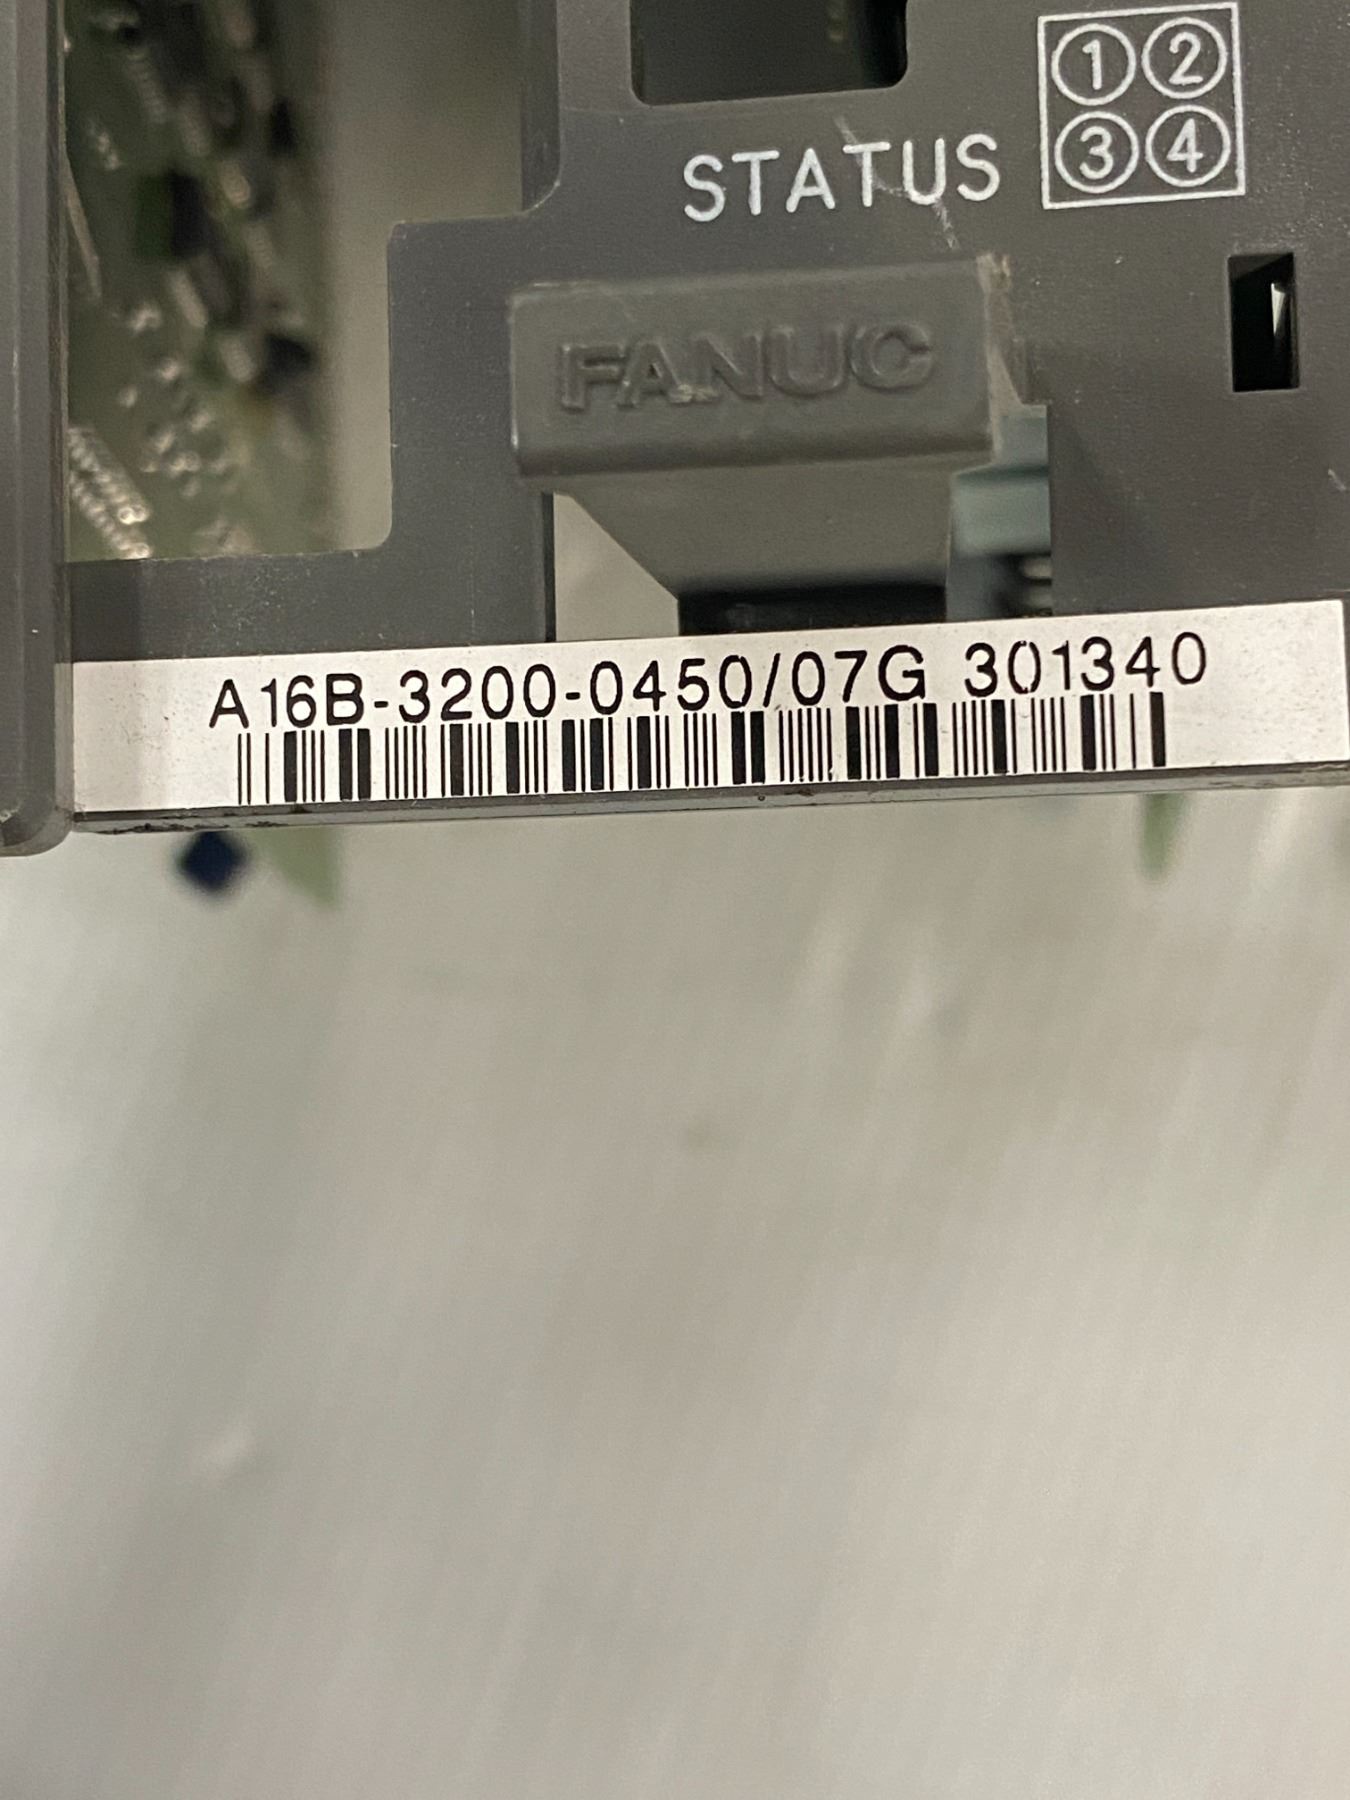 ① ②
STATUS ③ ④
FANUC
A16B-3200-0450/07G 301340